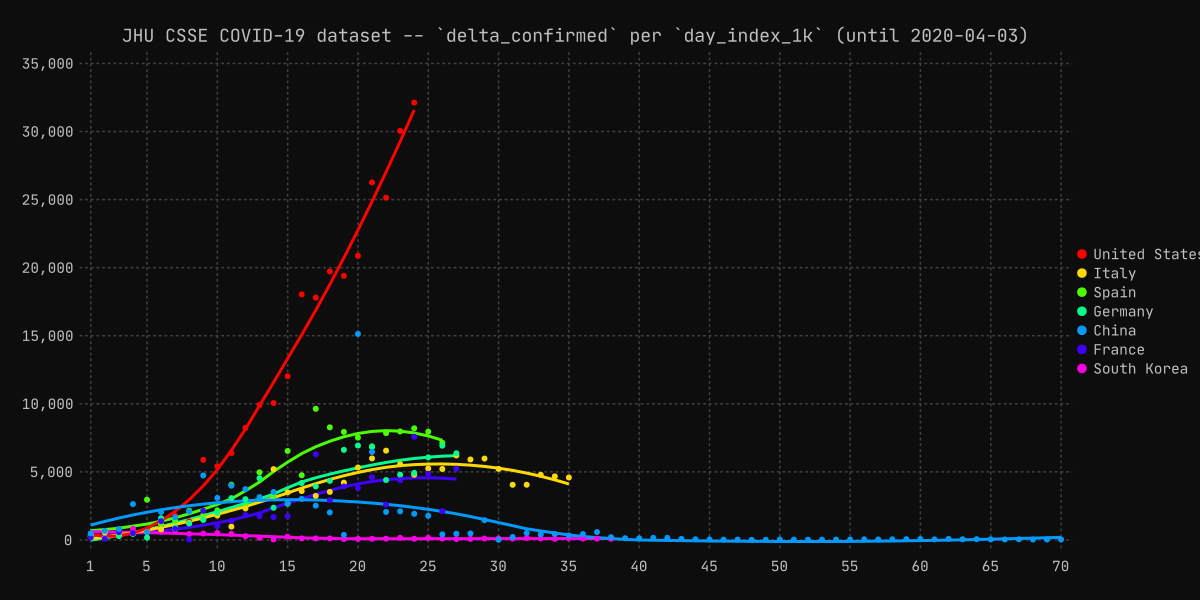 JHU CSSE COVID-19 dataset -- `delta_confirmed` per `day_index_1k` (until 2020-04-03)
35,000
30,000
25,000
20,000
15,000
10,000
5,000
0
1 5 10 15 20 25 30 35 40 45 50 55 60 65 70
United States
Italy
Spain
Germany
China
France
South Korea